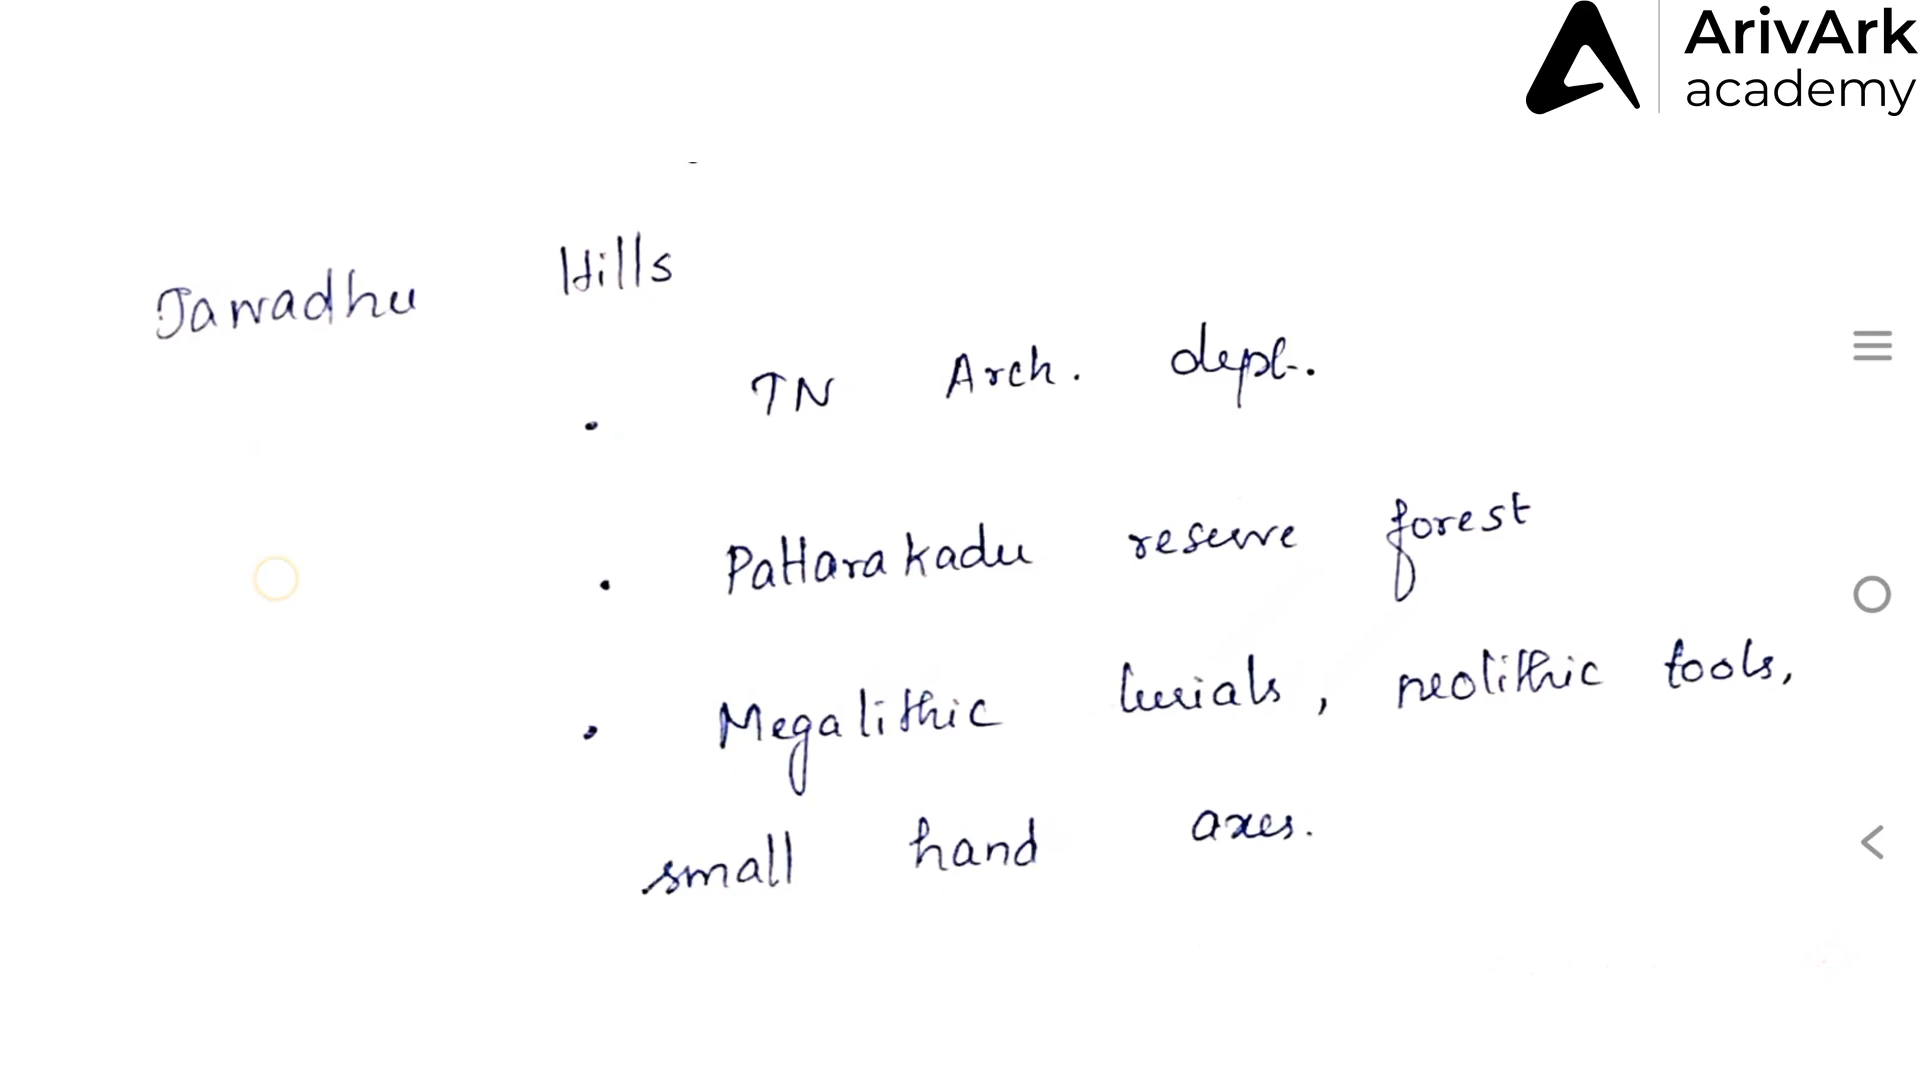 ArivArk
academy
Jawadhu Hills
• TN Arch. dept.
• Pattarakadu reserve forest
• Megalithic burials, neolithic tools,
small hand axes.